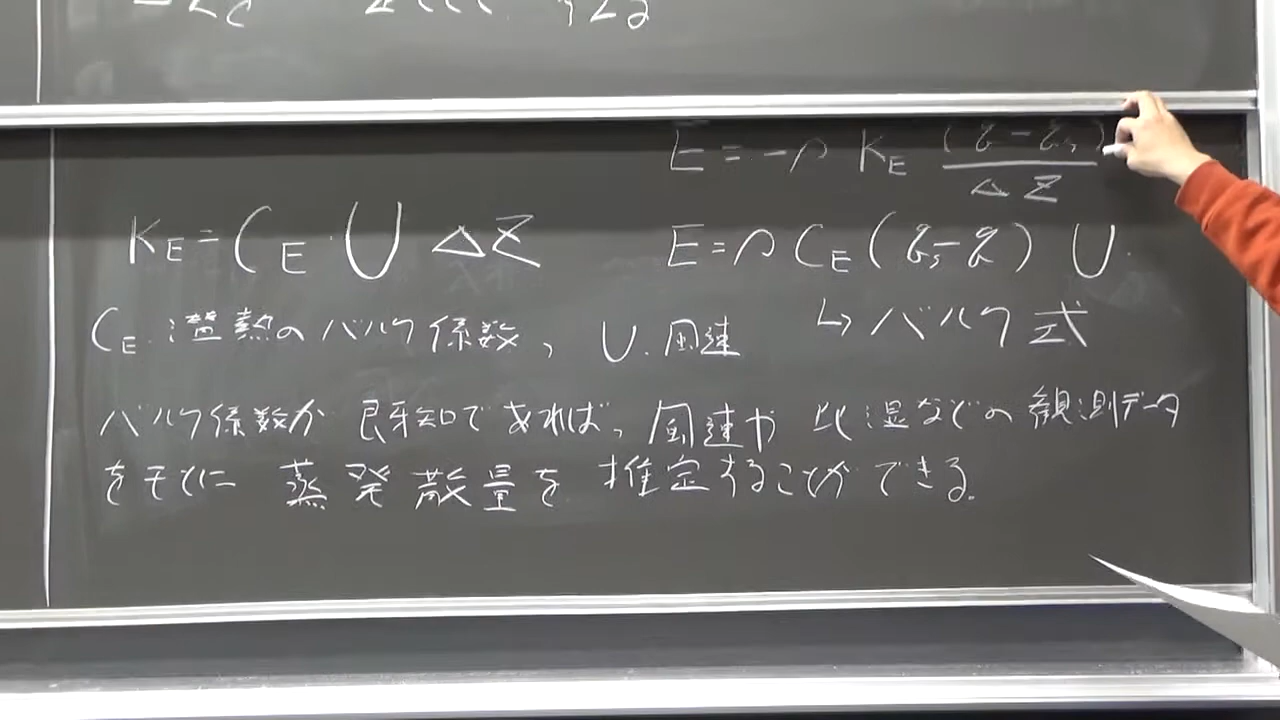 E = -ρ K_E (q - q_s) / ΔZ
K_E = C_E · U ΔZ
E = ρ C_E (q_s - q) U.
C_E : 潜熱のバルク係数, U. 風速
↳ バルク式
バルク係数が 既知であれば, 風速や 比湿などの観測データ
をもとに 蒸発散量を 推定することができる。